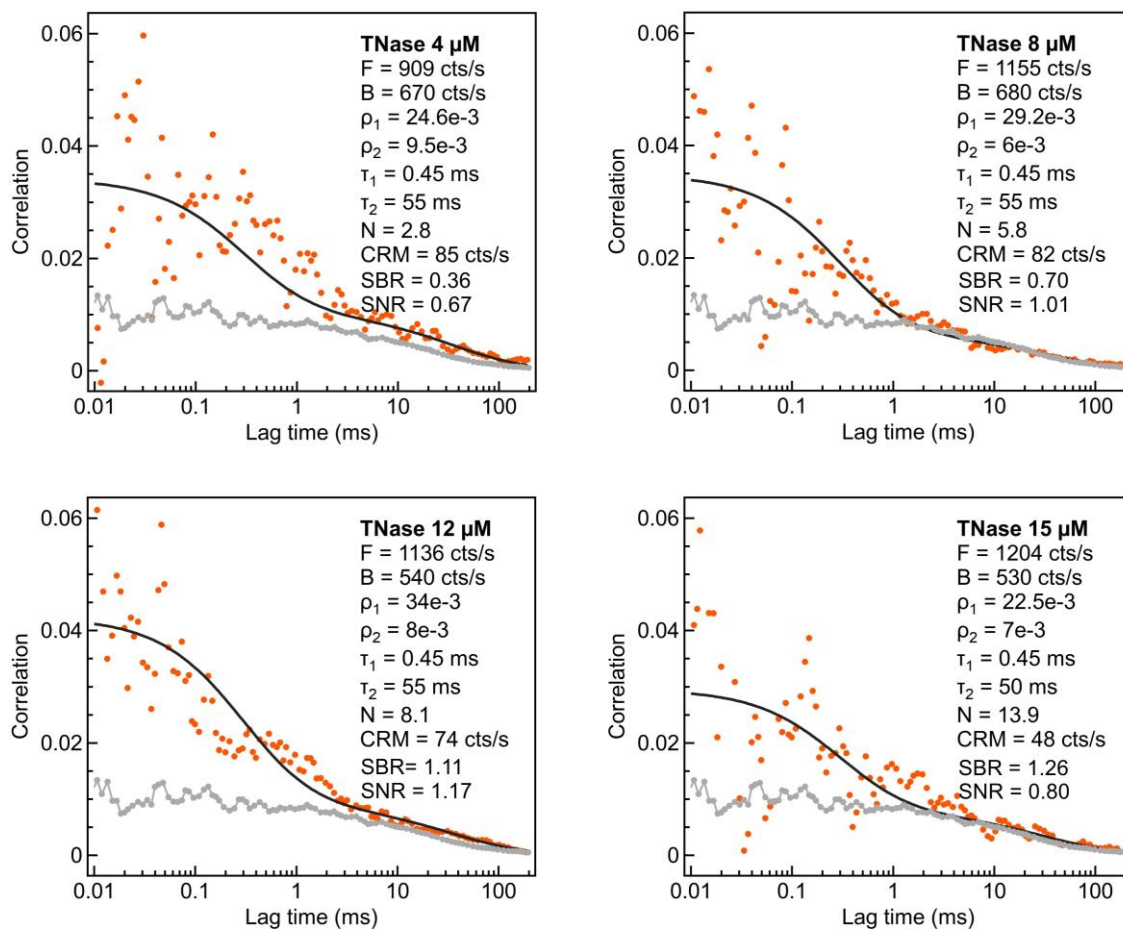 TNase 4 µM
F = 909 cts/s
B = 670 cts/s
ρ₁ = 24.6e-3
ρ₂ = 9.5e-3
τ₁ = 0.45 ms
τ₂ = 55 ms
N = 2.8
CRM = 85 cts/s
SBR = 0.36
SNR = 0.67
Correlation
0.06
0.04
0.02
0
0.01 0.1 1 10 100
Lag time (ms)
TNase 8 µM
F = 1155 cts/s
B = 680 cts/s
ρ₁ = 29.2e-3
ρ₂ = 6e-3
τ₁ = 0.45 ms
τ₂ = 55 ms
N = 5.8
CRM = 82 cts/s
SBR = 0.70
SNR = 1.01
Correlation
0.06
0.04
0.02
0
0.01 0.1 1 10 100
Lag time (ms)
TNase 12 µM
F = 1136 cts/s
B = 540 cts/s
ρ₁ = 34e-3
ρ₂ = 8e-3
τ₁ = 0.45 ms
τ₂ = 55 ms
N = 8.1
CRM = 74 cts/s
SBR= 1.11
SNR = 1.17
Correlation
0.06
0.04
0.02
0
0.01 0.1 1 10 100
Lag time (ms)
TNase 15 µM
F = 1204 cts/s
B = 530 cts/s
ρ₁ = 22.5e-3
ρ₂ = 7e-3
τ₁ = 0.45 ms
τ₂ = 50 ms
N = 13.9
CRM = 48 cts/s
SBR = 1.26
SNR = 0.80
Correlation
0.06
0.04
0.02
0
0.01 0.1 1 10 100
Lag time (ms)